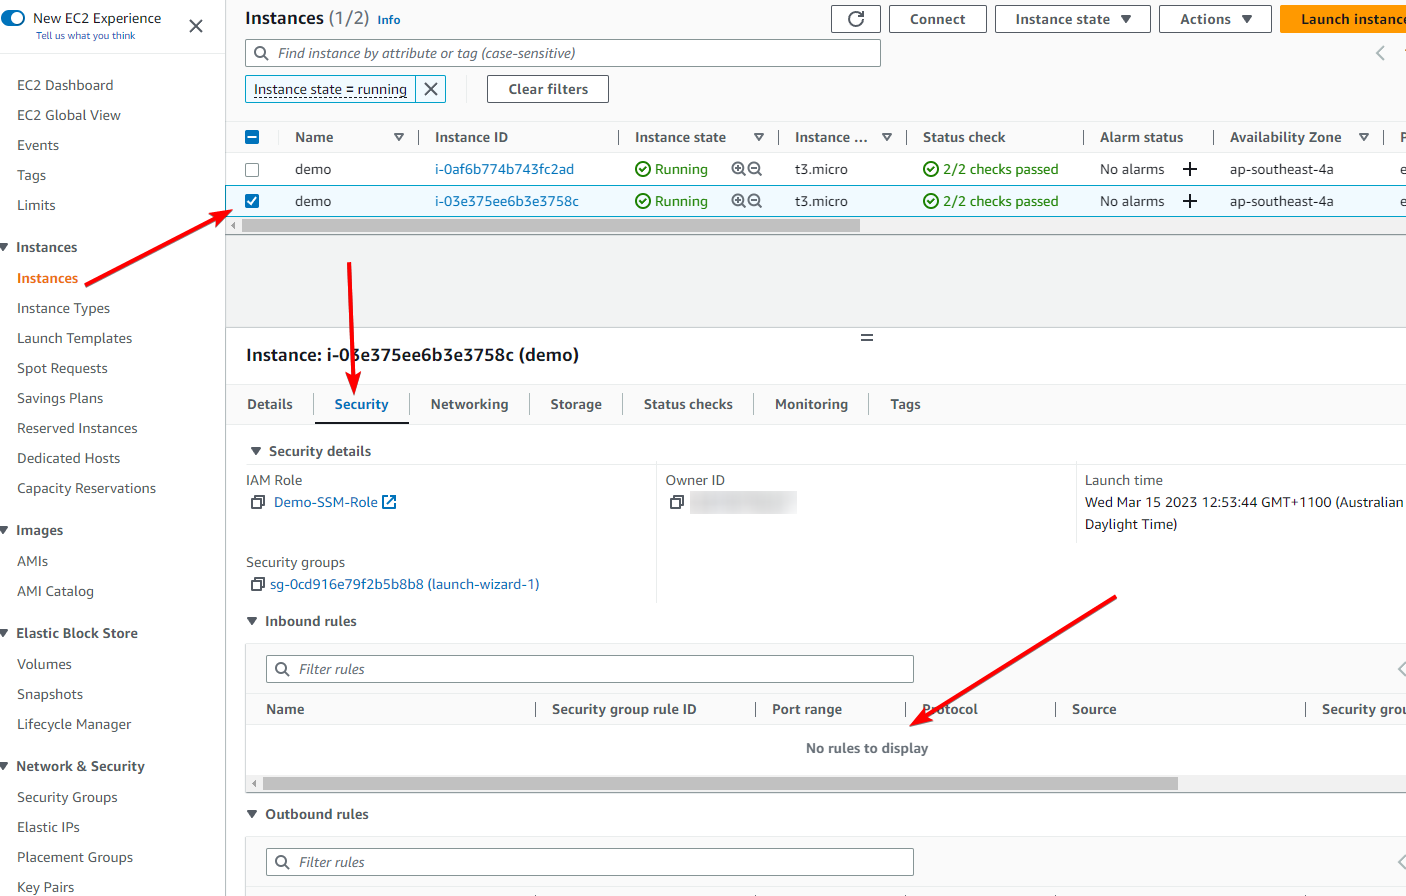 New EC2 Experience
Tell us what you think
EC2 Dashboard
EC2 Global View
Events
Tags
Limits
Instances
Instances
Instance Types
Launch Templates
Spot Requests
Savings Plans
Reserved Instances
Dedicated Hosts
Capacity Reservations
Images
AMIs
AMI Catalog
Elastic Block Store
Volumes
Snapshots
Lifecycle Manager
Network & Security
Security Groups
Elastic IPs
Placement Groups
Key Pairs
Instances (1/2) Info
Connect Instance state Actions Launch instance
Find instance by attribute or tag (case-sensitive)
Instance state = running Clear filters
Name Instance ID Instance state Instance ... Status check Alarm status Availability Zone
demo i-0af6b774b743fc2ad Running t3.micro 2/2 checks passed No alarms ap-southeast-4a
demo i-03e375ee6b3e3758c Running t3.micro 2/2 checks passed No alarms ap-southeast-4a
Instance: i-03e375ee6b3e3758c (demo)
Details Security Networking Storage Status checks Monitoring Tags
Security details
IAM Role Owner ID Launch time
Demo-SSM-Role Wed Mar 15 2023 12:53:44 GMT+1100 (Australian
Daylight Time)
Security groups
sg-0cd916e79f2b5b8b8 (launch-wizard-1)
Inbound rules
Filter rules
Name Security group rule ID Port range Protocol Source Security grou
No rules to display
Outbound rules
Filter rules